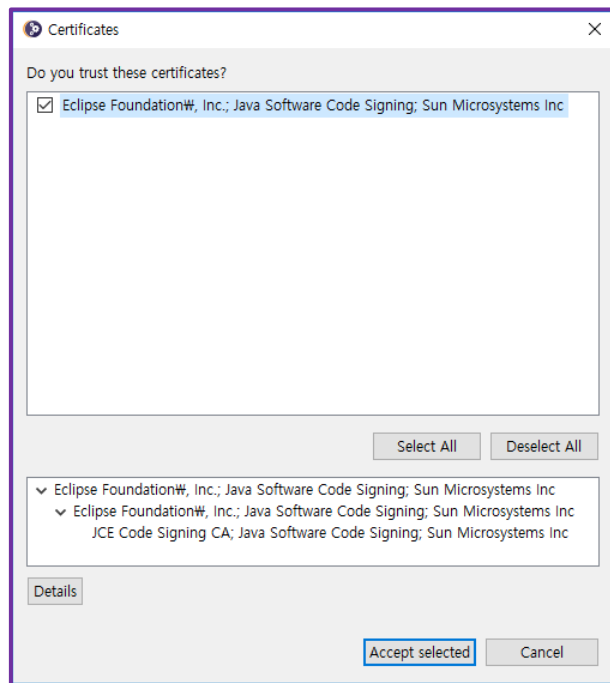 Certificates
Do you trust these certificates?
Eclipse Foundation₩, Inc.; Java Software Code Signing; Sun Microsystems Inc
Select All
Deselect All
Eclipse Foundation₩, Inc.; Java Software Code Signing; Sun Microsystems Inc
Eclipse Foundation₩, Inc.; Java Software Code Signing; Sun Microsystems Inc
JCE Code Signing CA; Java Software Code Signing; Sun Microsystems Inc
Details
Accept selected
Cancel